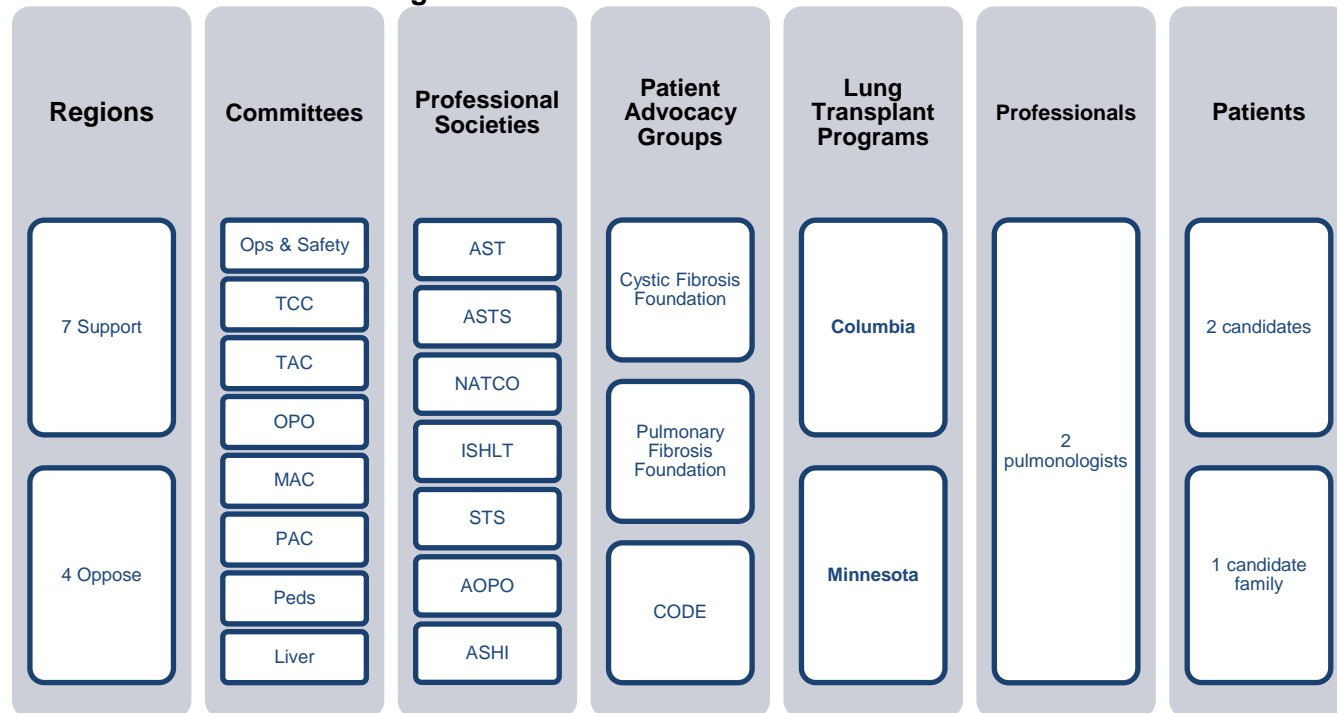 Regions
7 Support
4 Oppose
Committees
Ops & Safety
TCC
TAC
OPO
MAC
PAC
Peds
Liver
Professional
Societies
AST
ASTS
NATCO
ISHLT
STS
AOPO
ASHI
Patient
Advocacy
Groups
Cystic Fibrosis
Foundation
Pulmonary
Fibrosis
Foundation
CODE
Lung
Transplant
Programs
Columbia
Minnesota
Professionals
2
pulmonologists
Patients
2 candidates
1 candidate
family